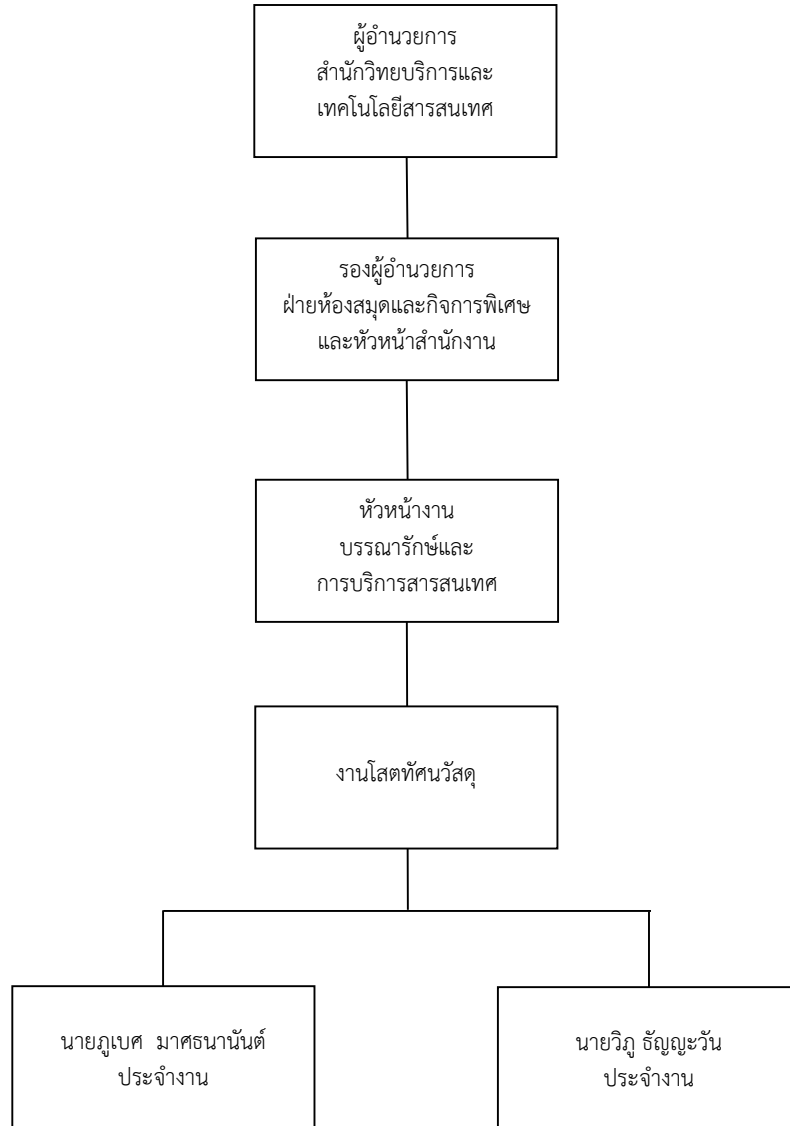 ผู้อำนวยการ
สำนักวิทยบริการและ
เทคโนโลยีสารสนเทศ
รองผู้อำนวยการ
ฝ่ายห้องสมุดและกิจการพิเศษ
และหัวหน้าสำนักงาน
หัวหน้างาน
บรรณารักษ์และ
การบริการสารสนเทศ
งานโสตทัศนวัสดุ
นายภูเบศ  มาศธนานันต์
ประจำงาน
นายวิภู ธัญญะวัน
ประจำงาน